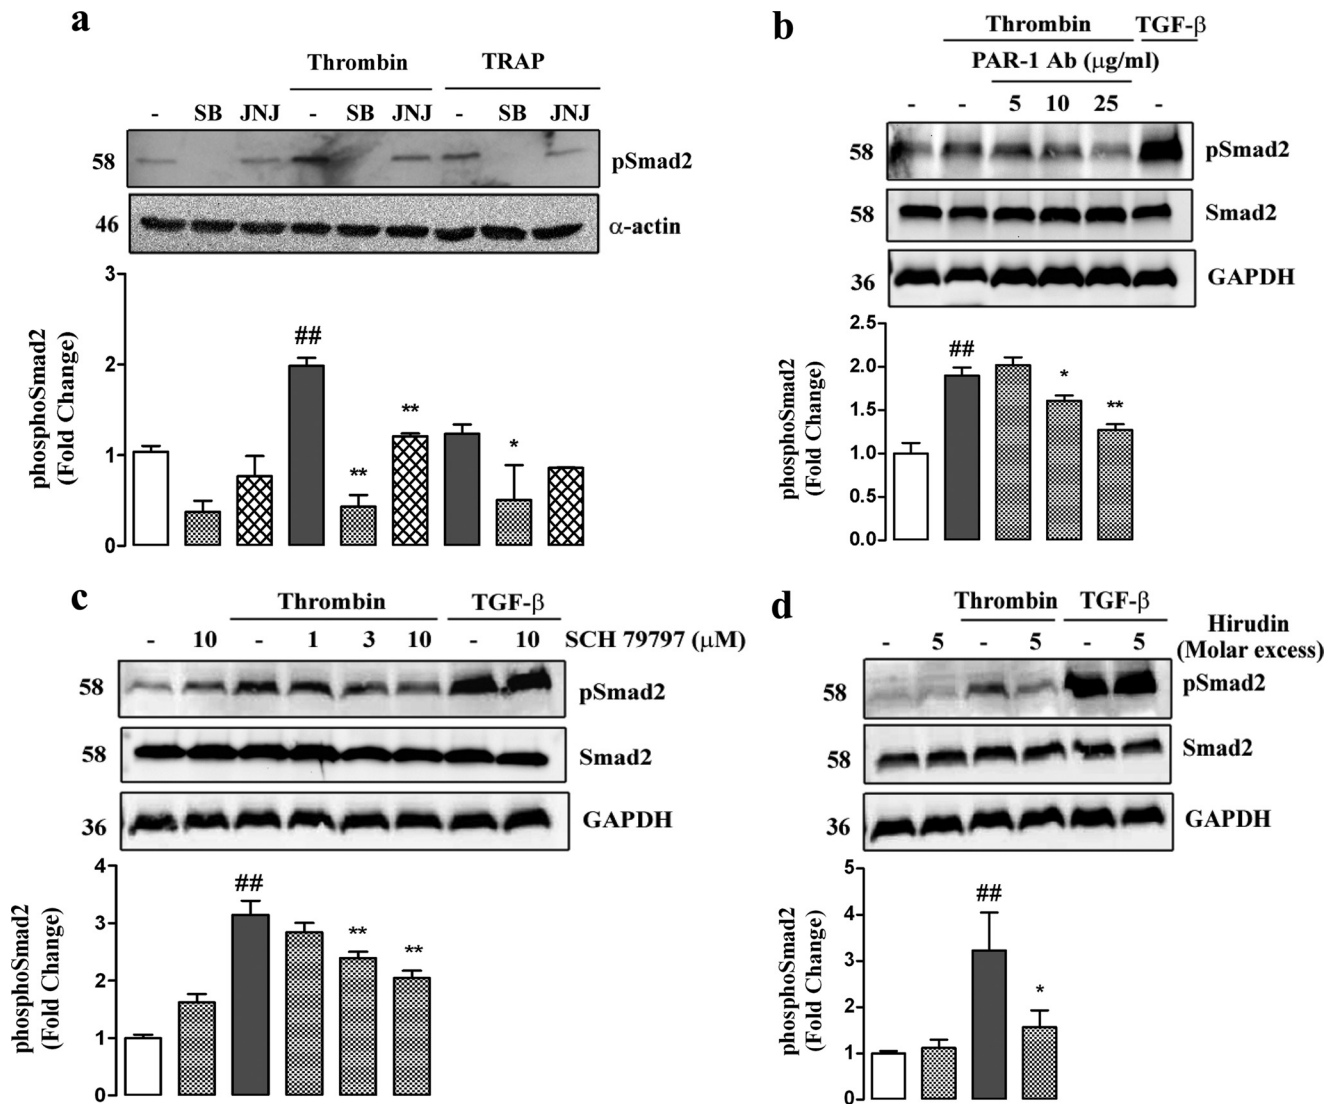 a
Thrombin TRAP
- SB JNJ - SB JNJ - SB JNJ
58 pSmad2
46 α-actin
phosphoSmad2
(Fold Change)
3
2
1
0
##
**
**
*
b
Thrombin TGF-β
PAR-1 Ab (μg/ml)
- - 5 10 25 -
58 pSmad2
58 Smad2
36 GAPDH
phosphoSmad2
(Fold Change)
2.5
2.0
1.5
1.0
0.5
0.0
##
*
**
c
Thrombin TGF-β
- 10 - 1 3 10 - 10 SCH 79797 (μM)
58 pSmad2
58 Smad2
36 GAPDH
phosphoSmad2
(Fold Change)
4
3
2
1
0
##
**
**
d
Thrombin TGF-β
Hirudin
- 5 - 5 - 5 (Molar excess)
58 pSmad2
58 Smad2
36 GAPDH
phosphoSmad2
(Fold Change)
5
4
3
2
1
0
##
*